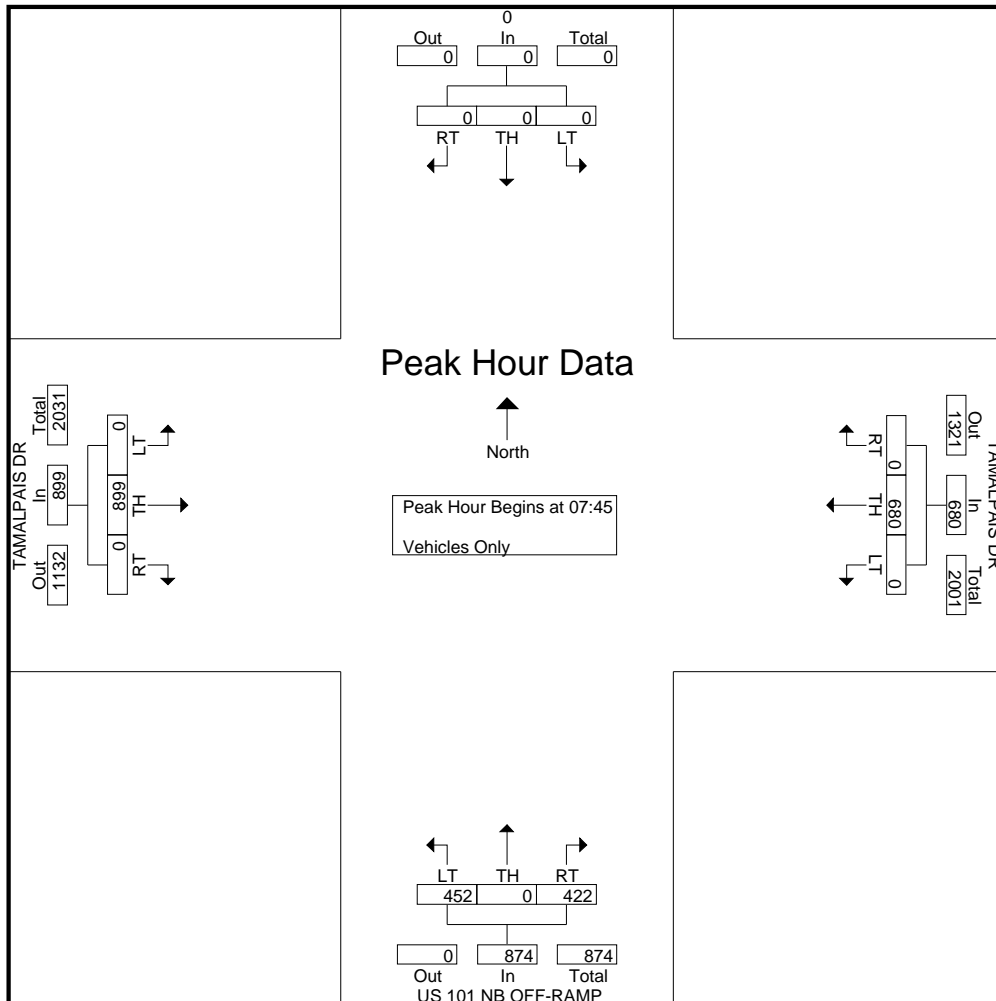 0
Out In Total
0 0 0
0 0 0
RT TH LT
Peak Hour Data
North
Peak Hour Begins at 07:45
Vehicles Only
TAMALPAIS DR
Total In Out
2031 899 1132
0 899 0
LT TH RT
RT TH LT
0 680 0
1321 680 2001
Out In Total
TAMALPAIS DR
LT TH RT
452 0 422
0 874 874
Out In Total
US 101 NB OFF-RAMP